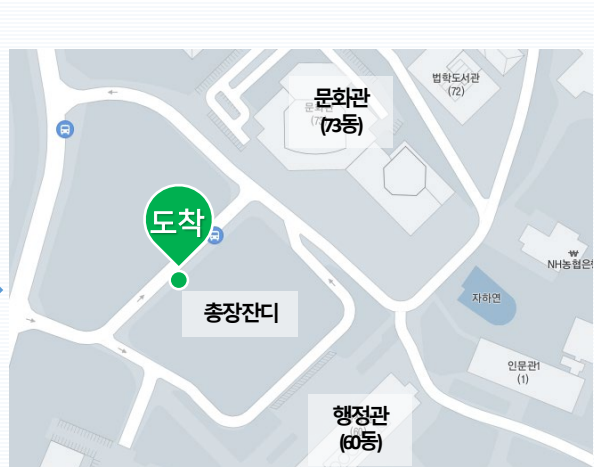 법학도서관
(72)
문화관
(73동)
도착
NH농협은
자하연
총장잔디
인문관1
(1)
행정관
(60동)